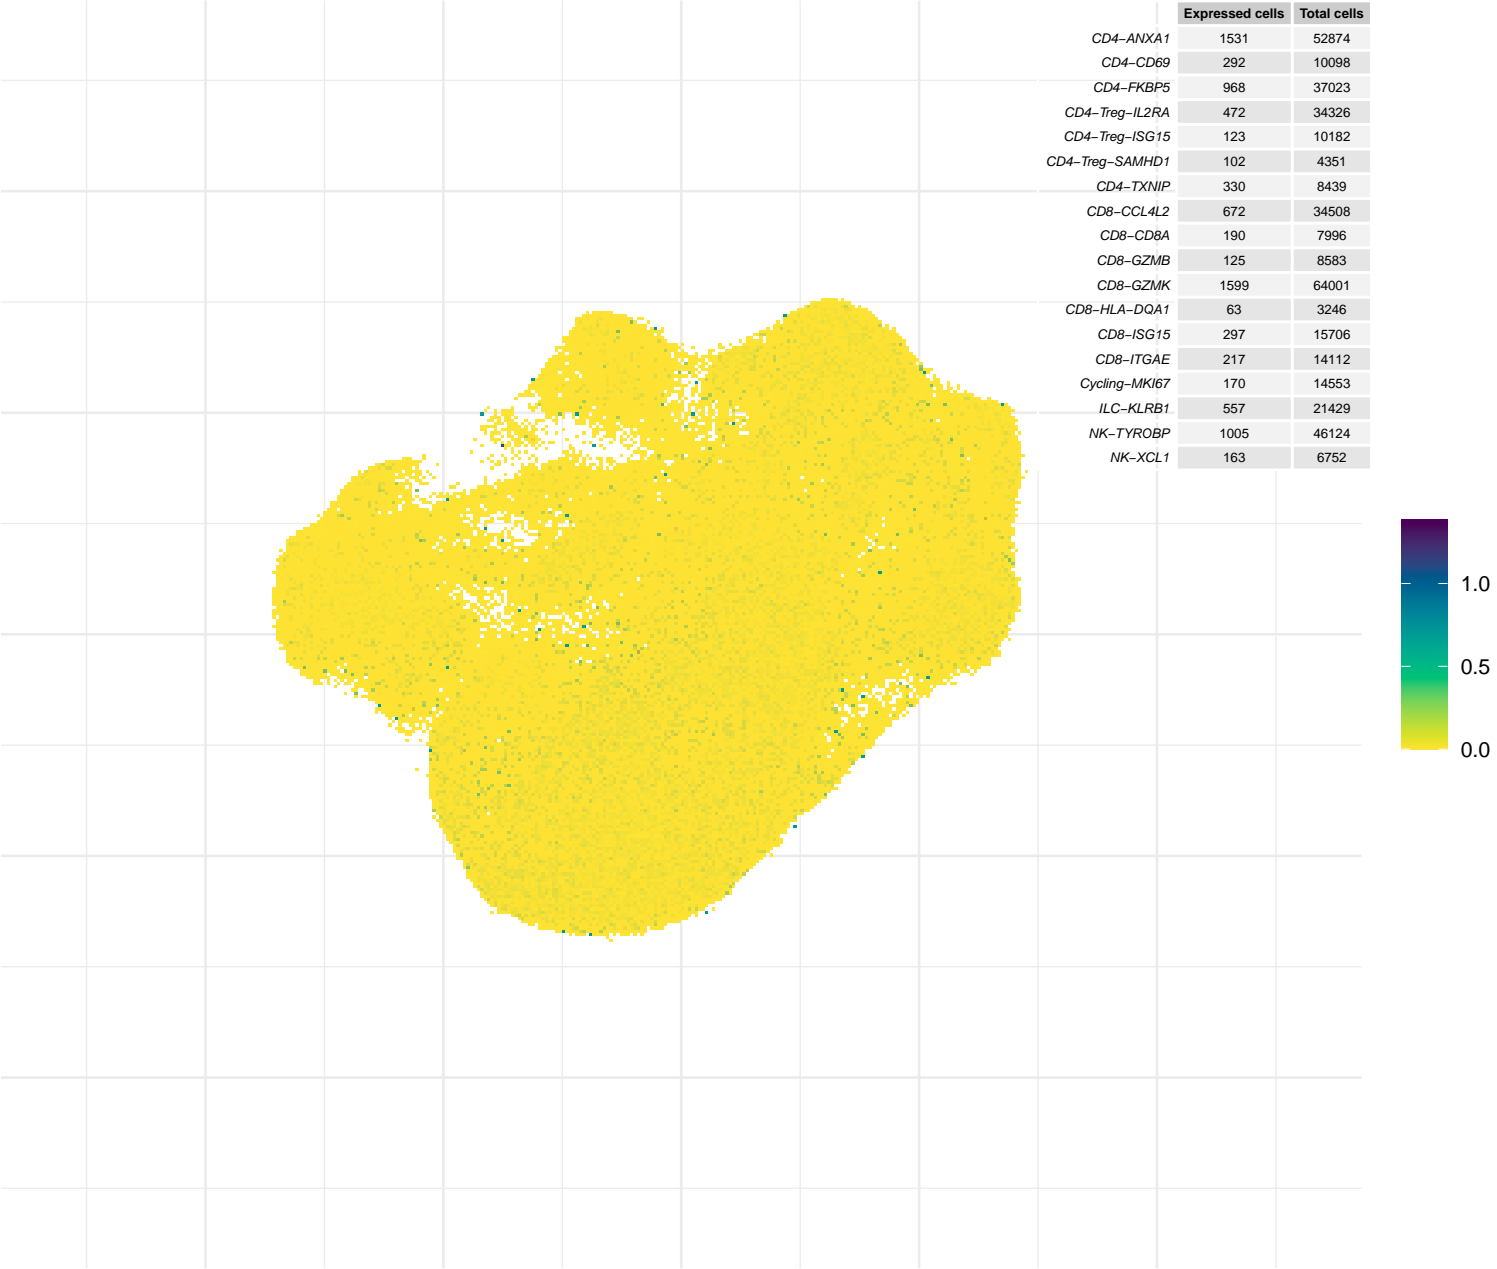 Expressed cells Total cells
CD4−ANXA1 1531 52874
CD4−CD69 292 10098
CD4−FKBP5 968 37023
CD4−Treg−IL2RA 472 34326
CD4−Treg−ISG15 123 10182
CD4−Treg−SAMHD1 102 4351
CD4−TXNIP 330 8439
CD8−CCL4L2 672 34508
CD8−CD8A 190 7996
CD8−GZMB 125 8583
CD8−GZMK 1599 64001
CD8−HLA−DQA1 63 3246
CD8−ISG15 297 15706
CD8−ITGAE 217 14112
Cycling−MKI67 170 14553
ILC−KLRB1 557 21429
NK−TYROBP 1005 46124
NK−XCL1 163 6752
1.0
0.5
0.0